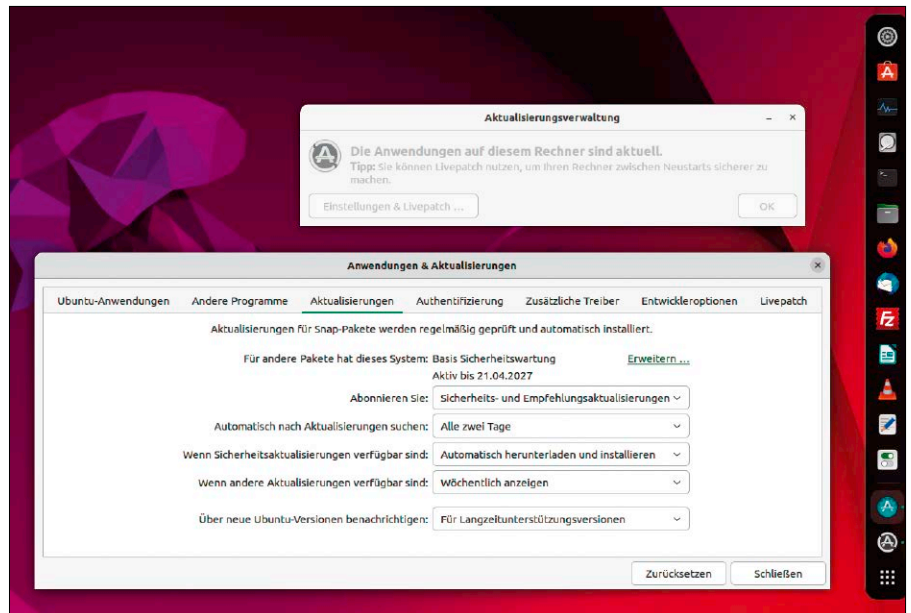 Aktualisierungsverwaltung
Die Anwendungen auf diesem Rechner sind aktuell.
Tipp: Sie können Livepatch nutzen, um Ihren Rechner zwischen Neustarts sicherer zu
machen.
Einstellungen & Livepatch ...
OK
Anwendungen & Aktualisierungen
Ubuntu-Anwendungen Andere Programme Aktualisierungen Authentifizierung Zusätzliche Treiber Entwickleroptionen Livepatch
Aktualisierungen für Snap-Pakete werden regelmäßig geprüft und automatisch installiert.
Für andere Pakete hat dieses System: Basis Sicherheitswartung Erweitern ...
Aktiv bis 21.04.2027
Abonnieren Sie: Sicherheits- und Empfehlungsaktualisierungen
Automatisch nach Aktualisierungen suchen: Alle zwei Tage
Wenn Sicherheitsaktualisierungen verfügbar sind: Automatisch herunterladen und installieren
Wenn andere Aktualisierungen verfügbar sind: Wöchentlich anzeigen
Über neue Ubuntu-Versionen benachrichtigen: Für Langzeitunterstützungsversionen
Zurücksetzen Schließen